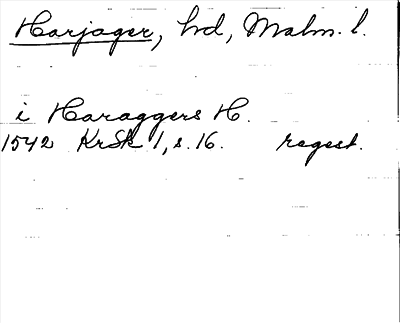 Harjager, hd, Malm. l.
i Haraggers H.
1542 KrSk 1, s. 16. regest.